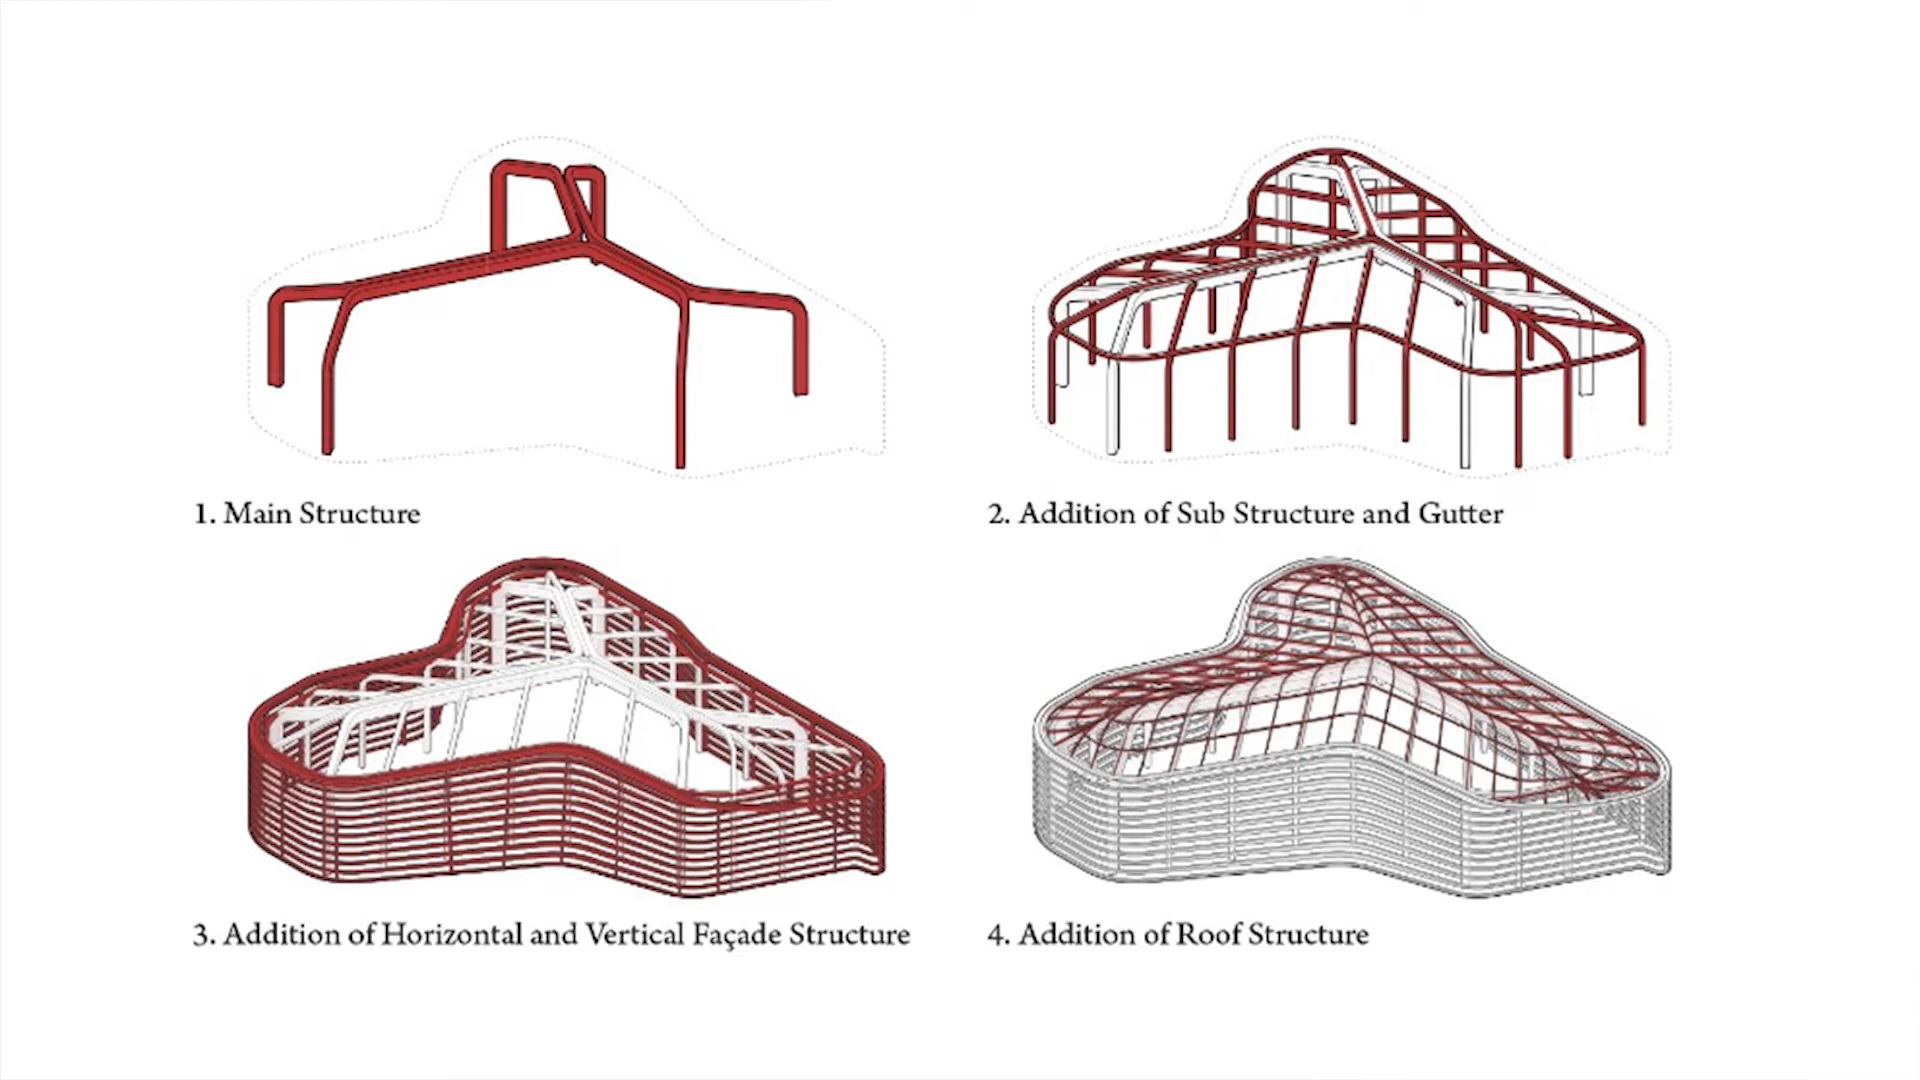 1. Main Structure
2. Addition of Sub Structure and Gutter
3. Addition of Horizontal and Vertical Façade Structure
4. Addition of Roof Structure